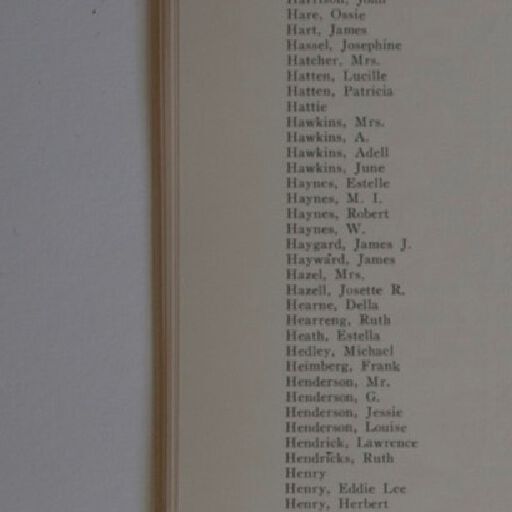 Harrison, John
Hare, Ossie
Hart, James
Hassel, Josephine
Hatcher, Mrs.
Hatten, Lucille
Hatten, Patricia
Hattie
Hawkins, Mrs.
Hawkins, A.
Hawkins, Adell
Hawkins, June
Haynes, Estelle
Haynes, M. I.
Haynes, Robert
Haynes, W.
Haygard, James J.
Hayward, James
Hazel, Mrs.
Hazell, Josette R.
Hearne, Della
Hearreng, Ruth
Heath, Estella
Hedley, Michael
Heimberg, Frank
Henderson, Mr.
Henderson, G.
Henderson, Jessie
Henderson, Louise
Hendrick, Lawrence
Hendricks, Ruth
Henry
Henry, Eddie Lee
Henry, Herbert